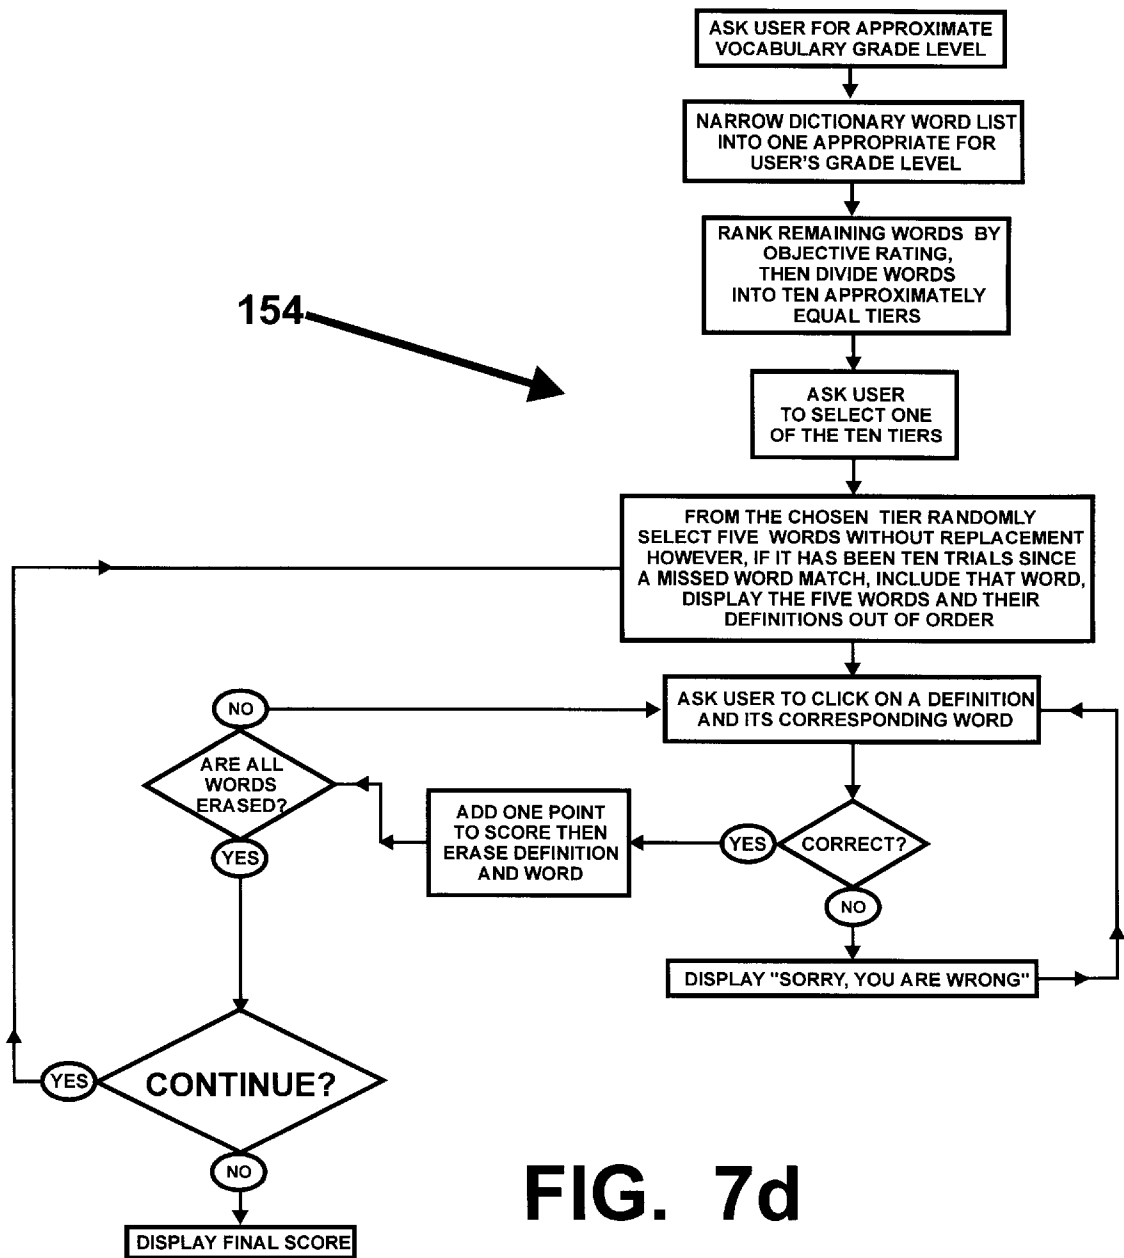 ASK USER FOR APPROXIMATE
VOCABULARY GRADE LEVEL
NARROW DICTIONARY WORD LIST
INTO ONE APPROPRIATE FOR
USER'S GRADE LEVEL
RANK REMAINING WORDS BY
OBJECTIVE RATING,
THEN DIVIDE WORDS
INTO TEN APPROXIMATELY
EQUAL TIERS
154
ASK USER
TO SELECT ONE
OF THE TEN TIERS
FROM THE CHOSEN TIER RANDOMLY
SELECT FIVE WORDS WITHOUT REPLACEMENT
HOWEVER, IF IT HAS BEEN TEN TRIALS SINCE
A MISSED WORD MATCH, INCLUDE THAT WORD,
DISPLAY THE FIVE WORDS AND THEIR
DEFINITIONS OUT OF ORDER
ASK USER TO CLICK ON A DEFINITION
AND ITS CORRESPONDING WORD
NO
ARE ALL
WORDS
ERASED?
YES
ADD ONE POINT
TO SCORE THEN
ERASE DEFINITION
AND WORD
YES
CORRECT?
NO
DISPLAY "SORRY, YOU ARE WRONG"
YES
CONTINUE?
NO
DISPLAY FINAL SCORE
FIG. 7d